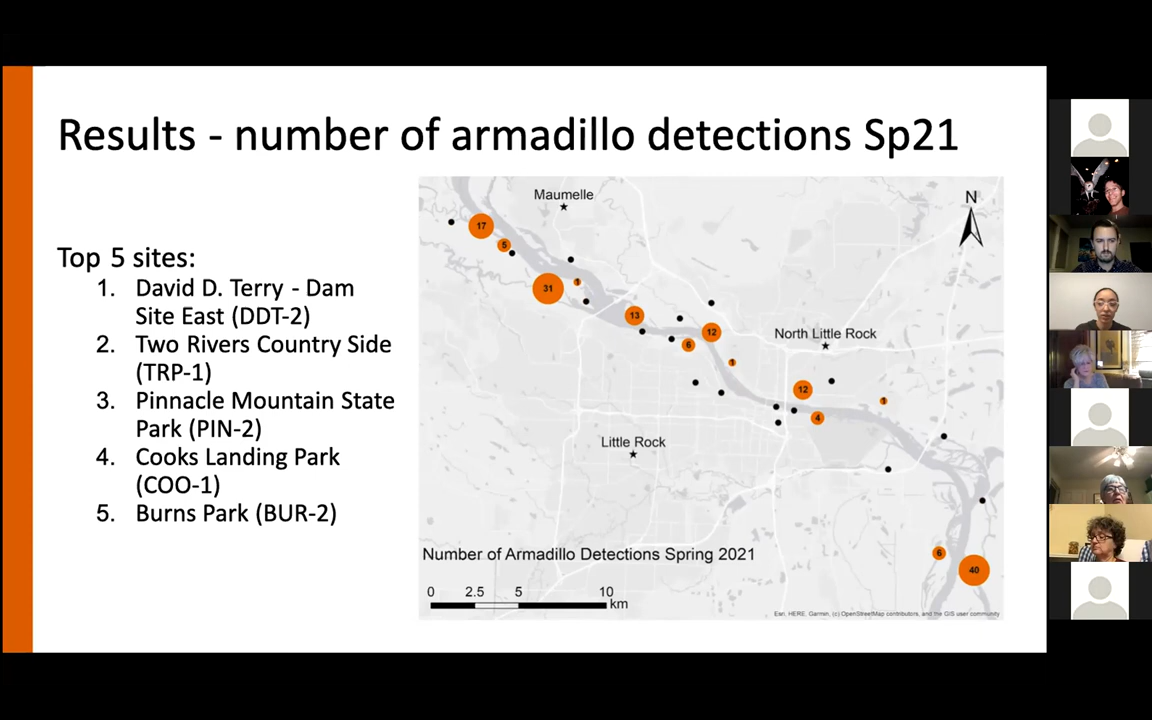 Results - number of armadillo detections Sp21
Top 5 sites:
1. David D. Terry - Dam
Site East (DDT-2)
2. Two Rivers Country Side
(TRP-1)
3. Pinnacle Mountain State
Park (PIN-2)
4. Cooks Landing Park
(COO-1)
5. Burns Park (BUR-2)
Maumelle
N
17
5
31
1
13
12
6
North Little Rock
1
12
1
4
Little Rock
Number of Armadillo Detections Spring 2021
6
40
0 2.5 5 10
km
Esri, HERE, Garmin, (c) OpenStreetMap contributors, and the GIS user community